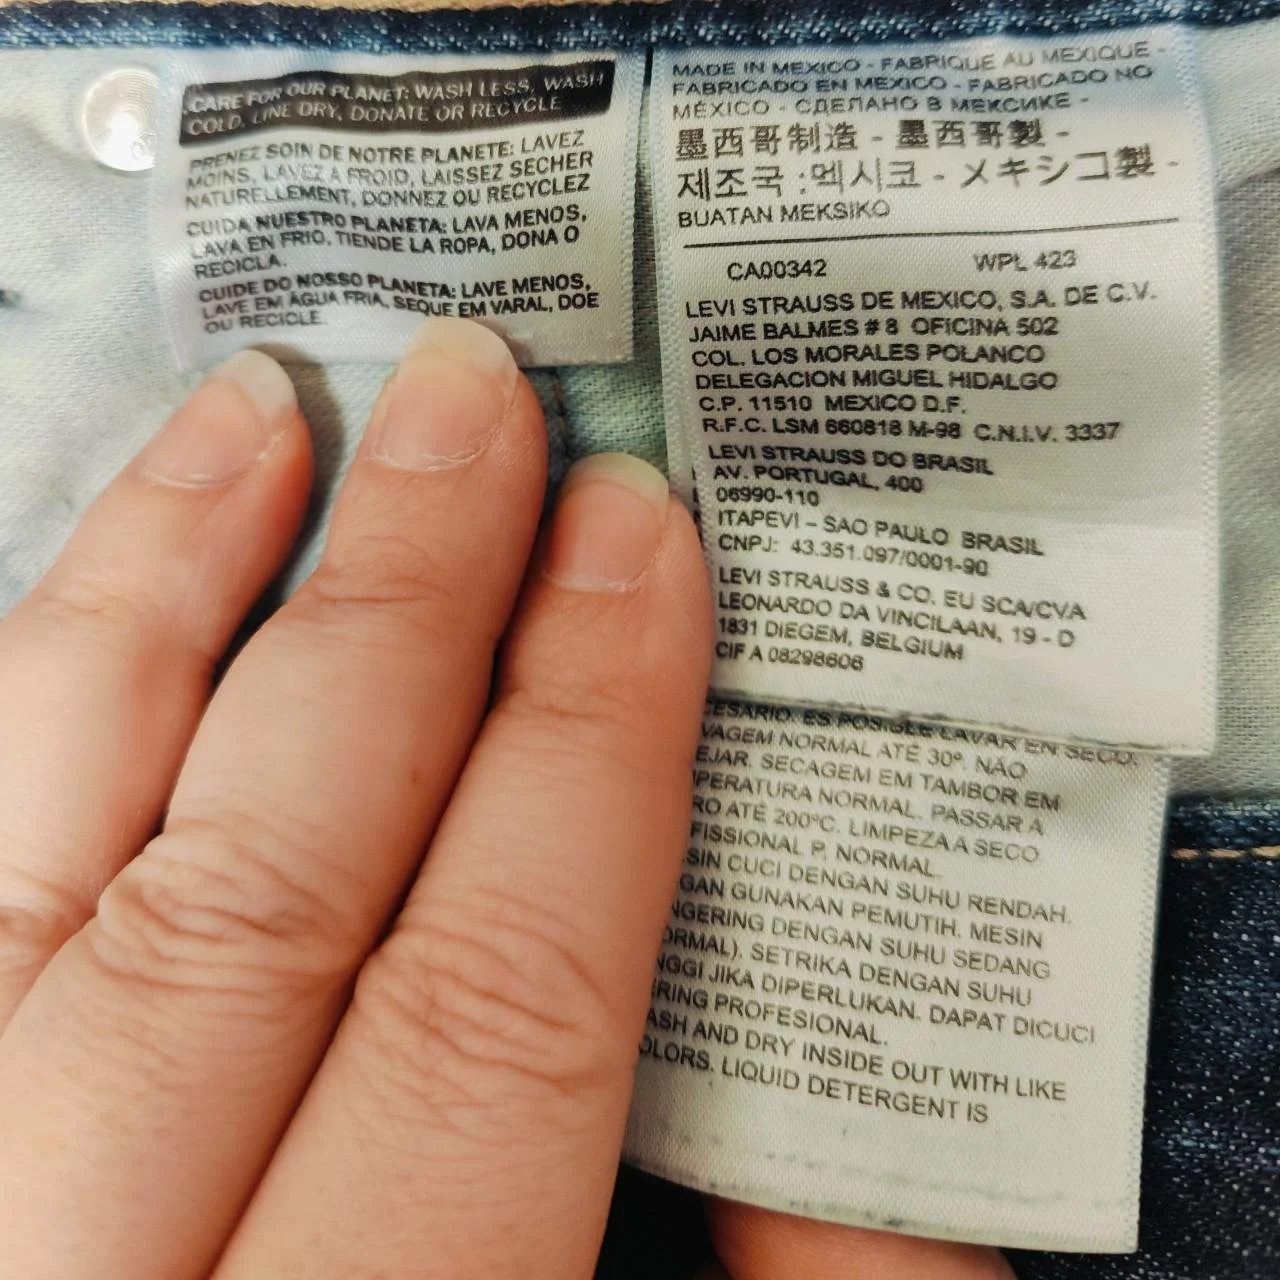 CARE FOR OUR PLANET: WASH LESS, WASH
COLD, LINE DRY, DONATE OR RECYCLE
PRENEZ SOIN DE NOTRE PLANETE: LAVEZ
MOINS, LAVEZ A FROID, LAISSEZ SECHER
NATURELLEMENT, DONNEZ OU RECYCLEZ
CUIDA NUESTRO PLANETA: LAVA MENOS,
LAVA EN FRIO, TIENDE LA ROPA, DONA O
RECICLA.
CUIDE DO NOSSO PLANETA: LAVE MENOS,
LAVE EM ÁGUA FRIA, SEQUE EM VARAL, DOE
OU RECICLE.
MADE IN MEXICO - FABRIQUE AU MEXIQUE -
FABRICADO EN MEXICO - FABRICADO NO
MÉXICO - СДЕЛАНО В МЕКСИКЕ -
墨西哥制造 - 墨西哥製 -
제조국 :멕시코 - メキシコ製 -
BUATAN MEKSIKO
CA00342 WPL 423
LEVI STRAUSS DE MEXICO, S.A. DE C.V.
JAIME BALMES # 8 OFICINA 502
COL. LOS MORALES POLANCO
DELEGACION MIGUEL HIDALGO
C.P. 11510 MEXICO D.F.
R.F.C. LSM 660818 M-98 C.N.I.V. 3337
LEVI STRAUSS DO BRASIL
AV. PORTUGAL, 400
06990-110
ITAPEVI – SAO PAULO BRASIL
CNPJ: 43.351.097/0001-90
LEVI STRAUSS & CO. EU SCA/CVA
LEONARDO DA VINCILAAN, 19 - D
1831 DIEGEM, BELGIUM
CIF A 08298606
CESARIO. ES POSIBLE LAVAR EN SECO.
VAGEM NORMAL ATÉ 30º. NÃO
EJAR. SECAGEM EM TAMBOR EM
PERATURA NORMAL. PASSAR A
RO ATÉ 200ºC. LIMPEZA A SECO
FISSIONAL P, NORMAL.
SIN CUCI DENGAN SUHU RENDAH.
GAN GUNAKAN PEMUTIH. MESIN
NGERING DENGAN SUHU SEDANG
ORMAL). SETRIKA DENGAN SUHU
NGGI JIKA DIPERLUKAN. DAPAT DICUCI
RING PROFESIONAL.
ASH AND DRY INSIDE OUT WITH LIKE
OLORS. LIQUID DETERGENT IS